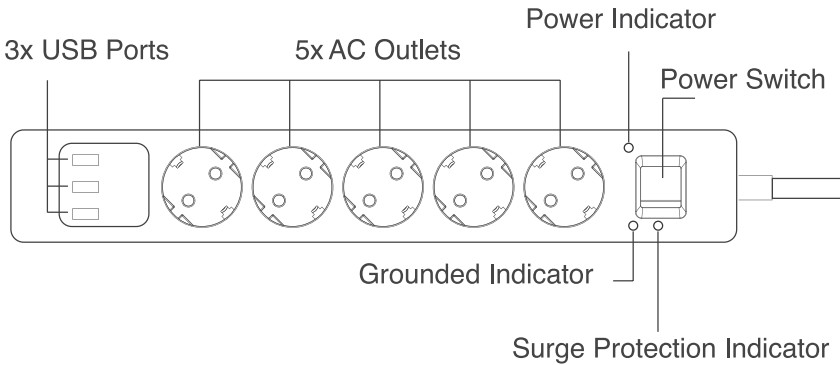 Power Indicator
3x USB Ports
5x AC Outlets
Power Switch
Grounded Indicator
Surge Protection Indicator